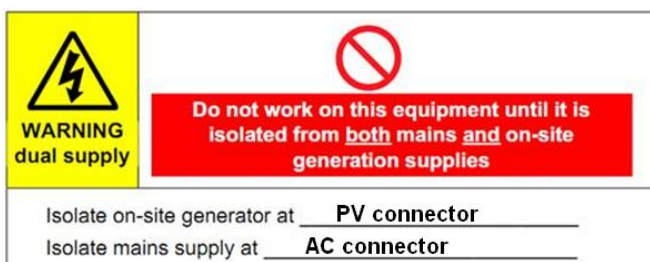 WARNING
dual supply
Do not work on this equipment until it is
isolated from both mains and on-site
generation supplies
Isolate on-site generator at PV connector
Isolate mains supply at AC connector